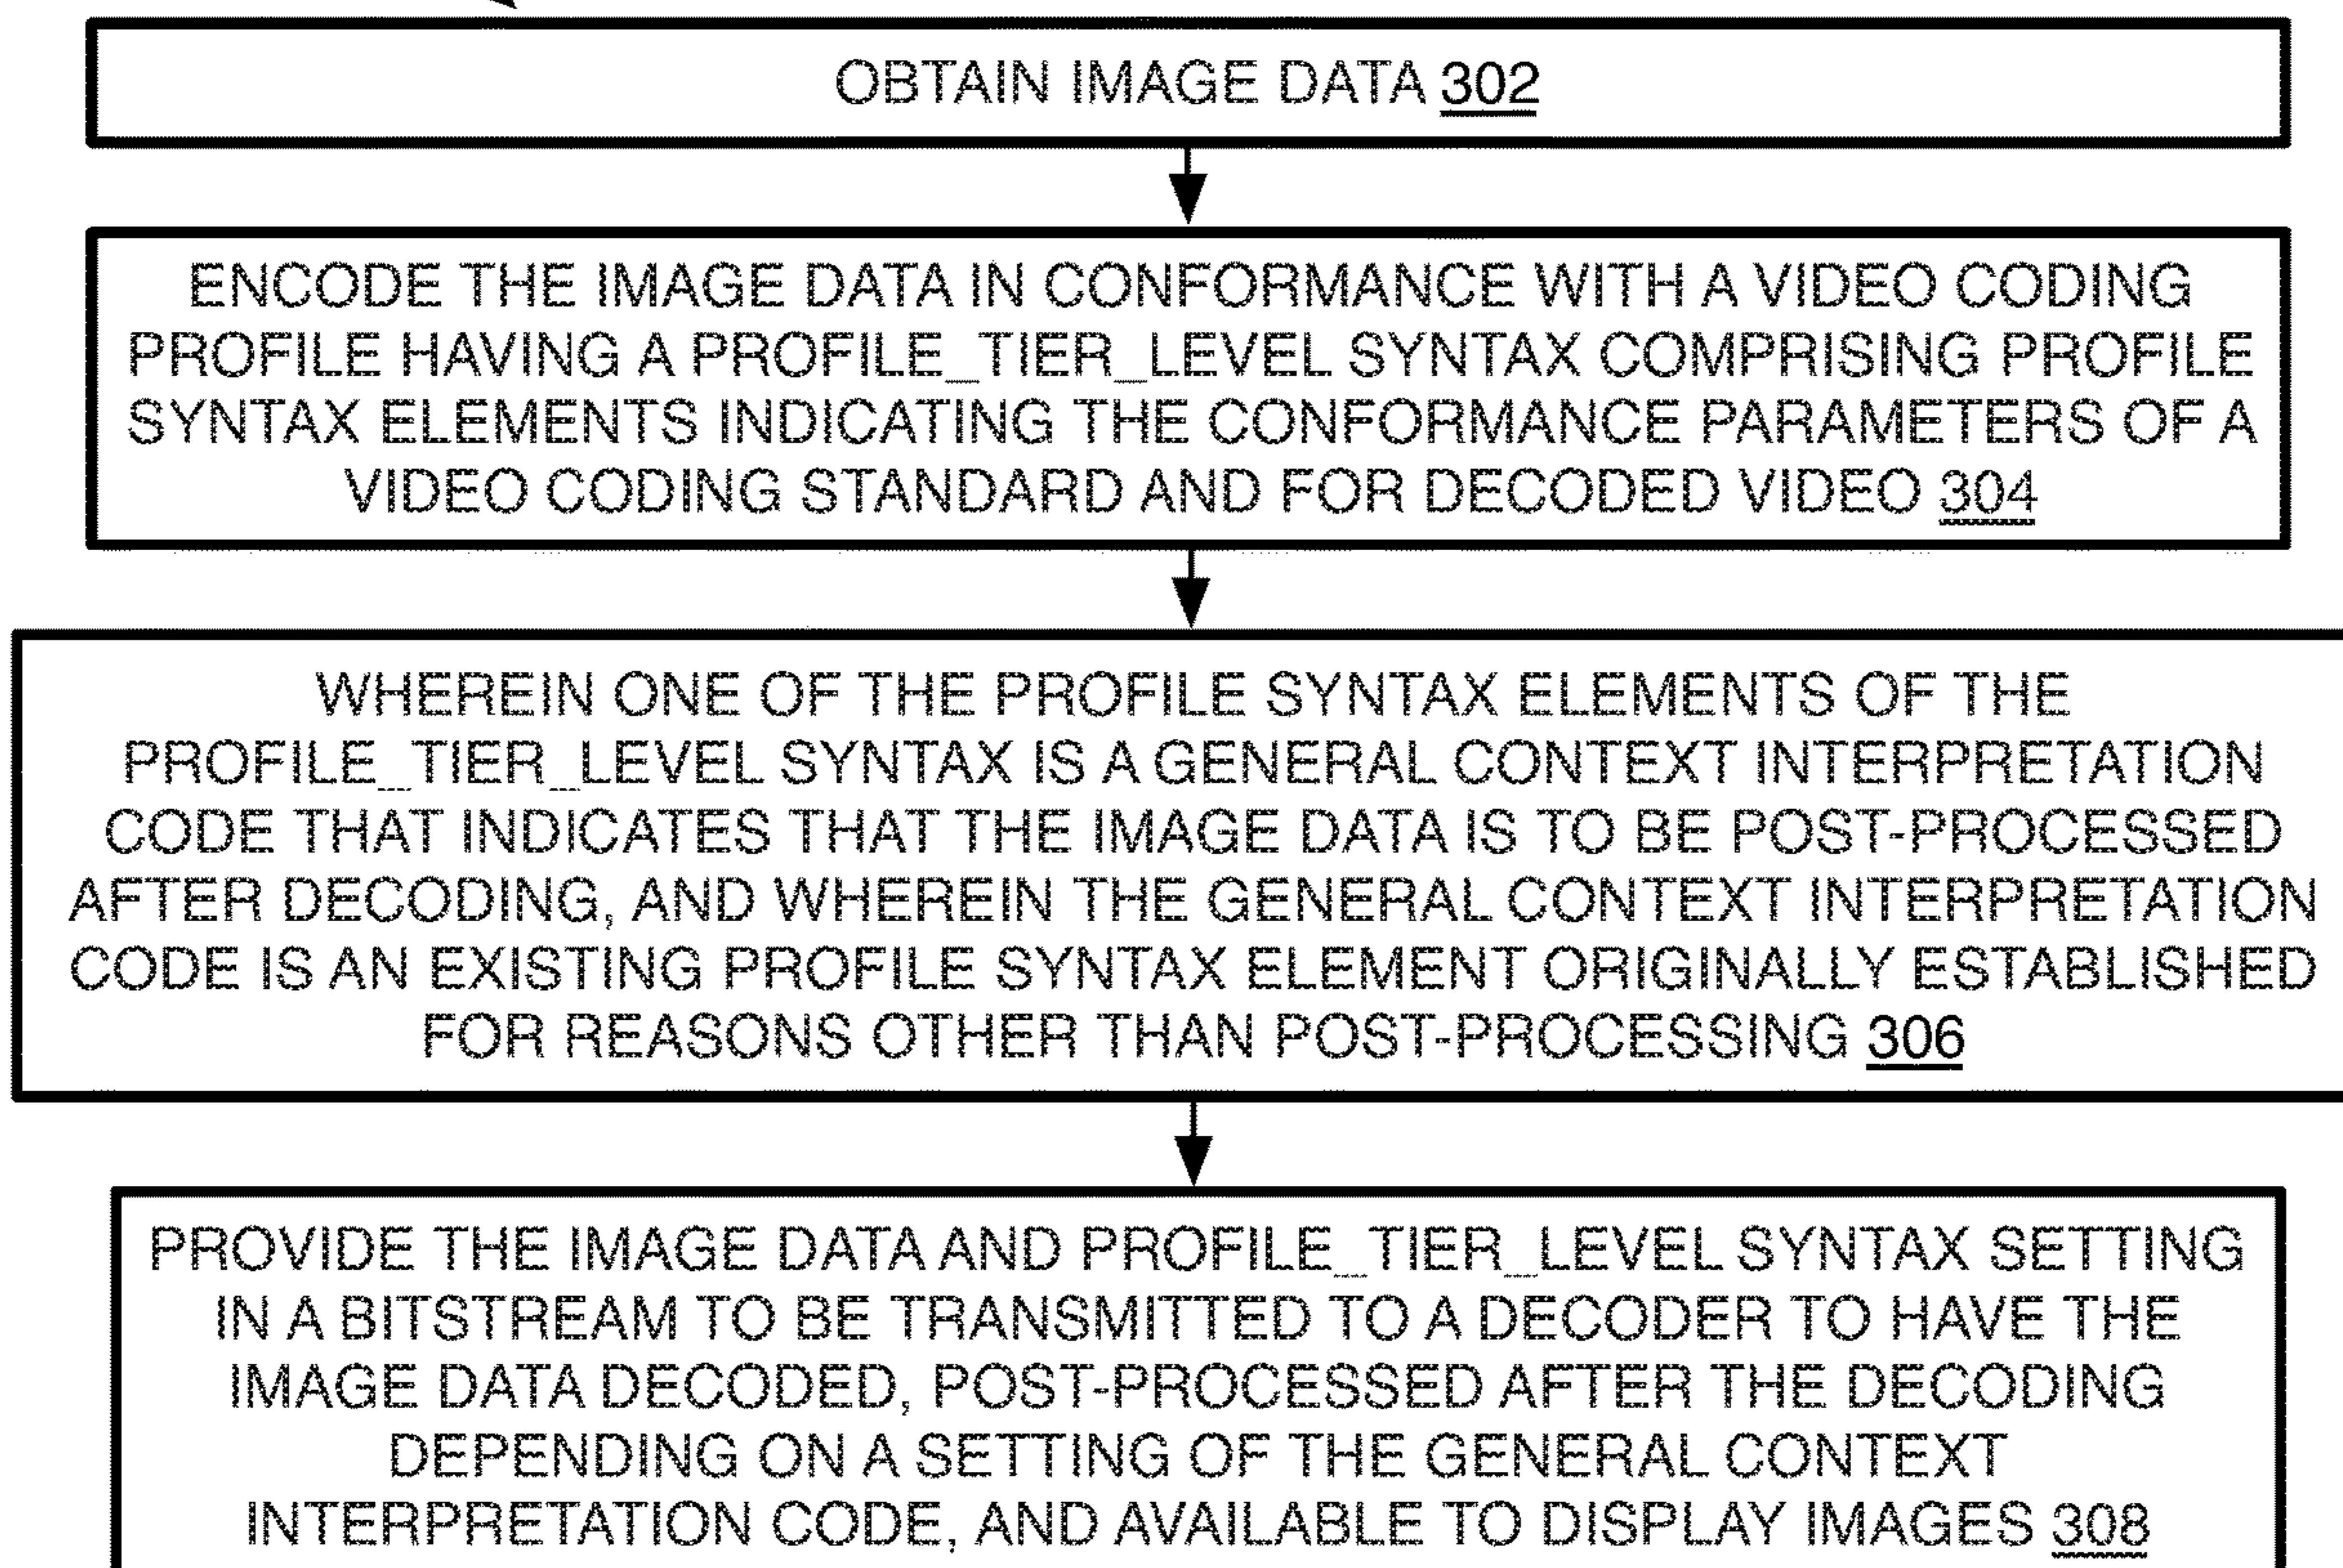 OBTAIN IMAGE DATA 302
ENCODE THE IMAGE DATA IN CONFORMANCE WITH A VIDEO CODING
PROFILE HAVING A PROFILE_TIER_LEVEL SYNTAX COMPRISING PROFILE
SYNTAX ELEMENTS INDICATING THE CONFORMANCE PARAMETERS OF A
VIDEO CODING STANDARD AND FOR DECODED VIDEO 304
WHEREIN ONE OF THE PROFILE SYNTAX ELEMENTS OF THE
PROFILE_TIER_LEVEL SYNTAX IS A GENERAL CONTEXT INTERPRETATION
CODE THAT INDICATES THAT THE IMAGE DATA IS TO BE POST-PROCESSED
AFTER DECODING, AND WHEREIN THE GENERAL CONTEXT INTERPRETATION
CODE IS AN EXISTING PROFILE SYNTAX ELEMENT ORIGINALLY ESTABLISHED
FOR REASONS OTHER THAN POST-PROCESSING 306
PROVIDE THE IMAGE DATA AND PROFILE_TIER_LEVEL SYNTAX SETTING
IN A BITSTREAM TO BE TRANSMITTED TO A DECODER TO HAVE THE
IMAGE DATA DECODED, POST-PROCESSED AFTER THE DECODING
DEPENDING ON A SETTING OF THE GENERAL CONTEXT
INTERPRETATION CODE, AND AVAILABLE TO DISPLAY IMAGES 308